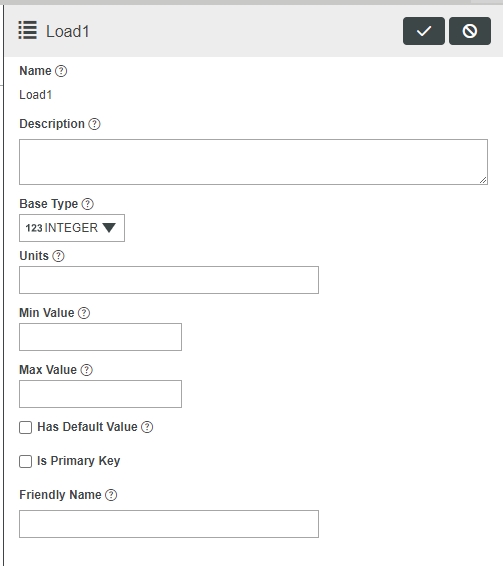 Load1
Name
Load1
Description
Base Type
123 INTEGER
Units
Min Value
Max Value
Has Default Value
Is Primary Key
Friendly Name